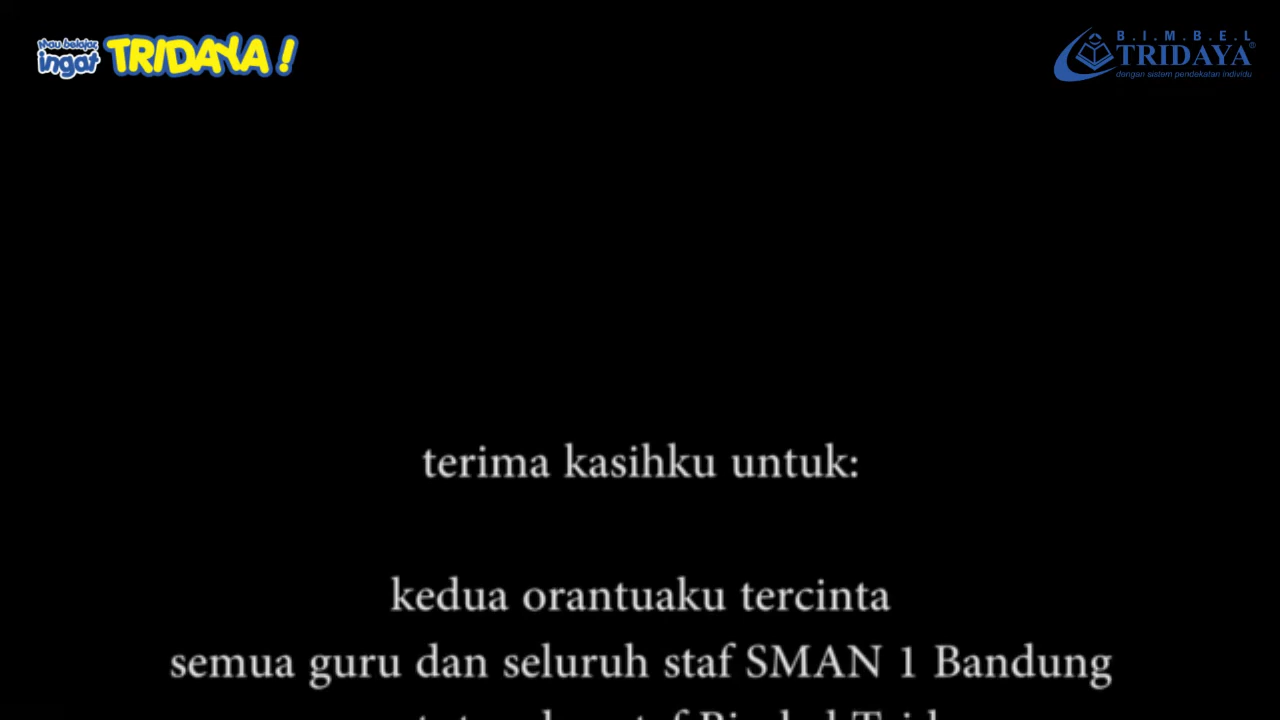 mau belajar,
ingat TRIDAYA !
B.I.M.B.E.L
TRIDAYA®
dengan sistem pendekatan individu
terima kasihku untuk:
kedua orantuaku tercinta
semua guru dan seluruh staf SMAN 1 Bandung